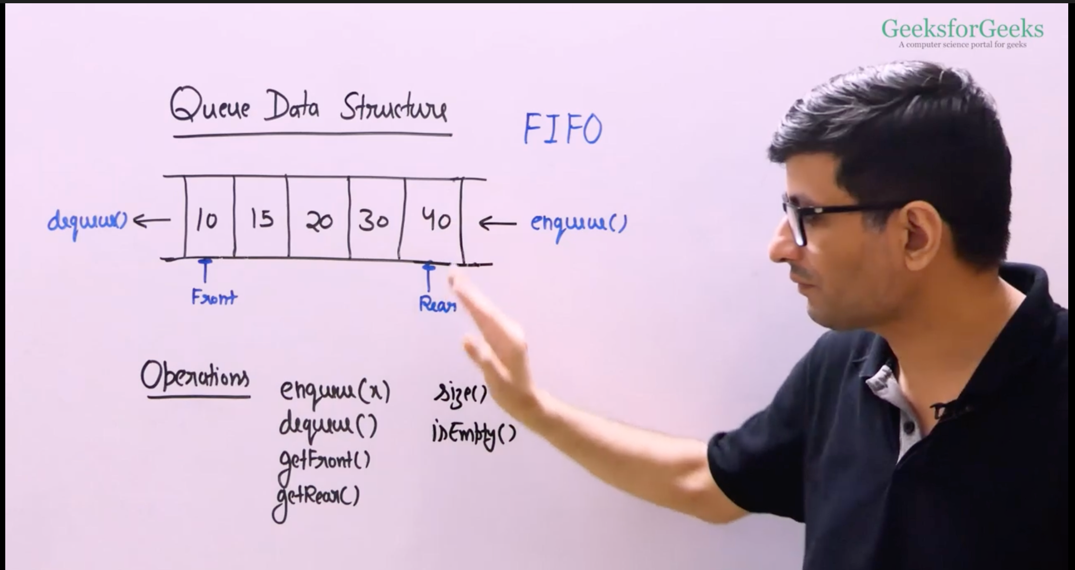 GeeksforGeeks
A computer science portal for geeks
Queue Data Structure
FIFO
dequeue() ← 10 15 20 30 40 ← enqueue()
Front Rear
Operations
enqueue(x) size()
dequeue() isEmpty()
getFront()
getRear()